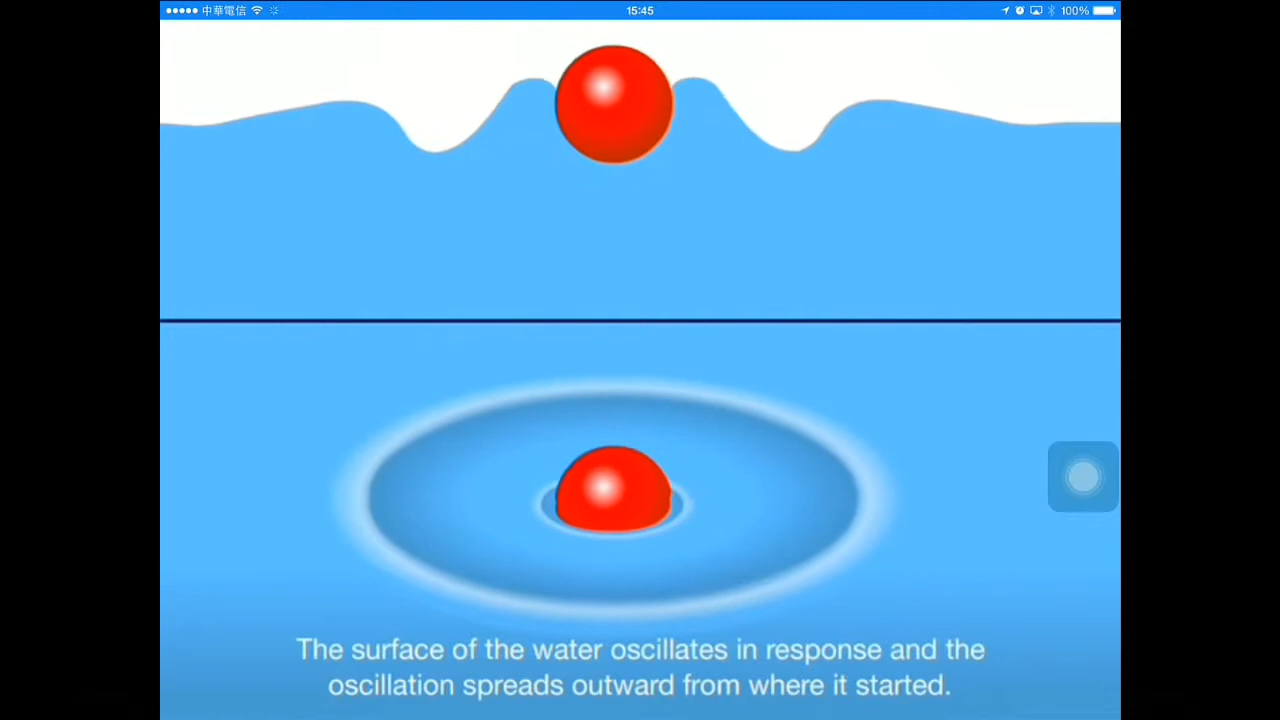 中華電信 15:45 100%
The surface of the water oscillates in response and the
oscillation spreads outward from where it started.